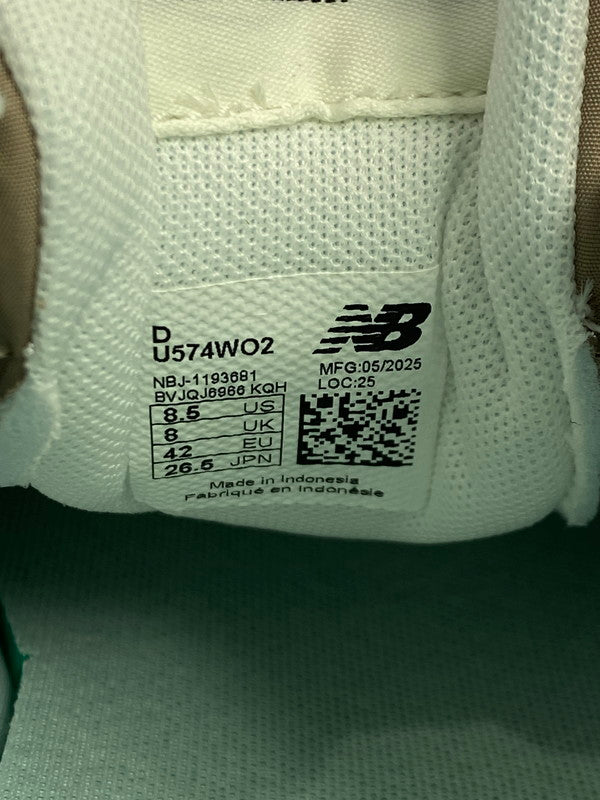 D
U574WO2
NB
MFG:05/2025
LOC:25
NBJ-1193681
BVJQJ6966 KQH
8.5 US
8 UK
42 EU
26.5 JPN
Made in Indonesia
Fabriqué en Indonésie